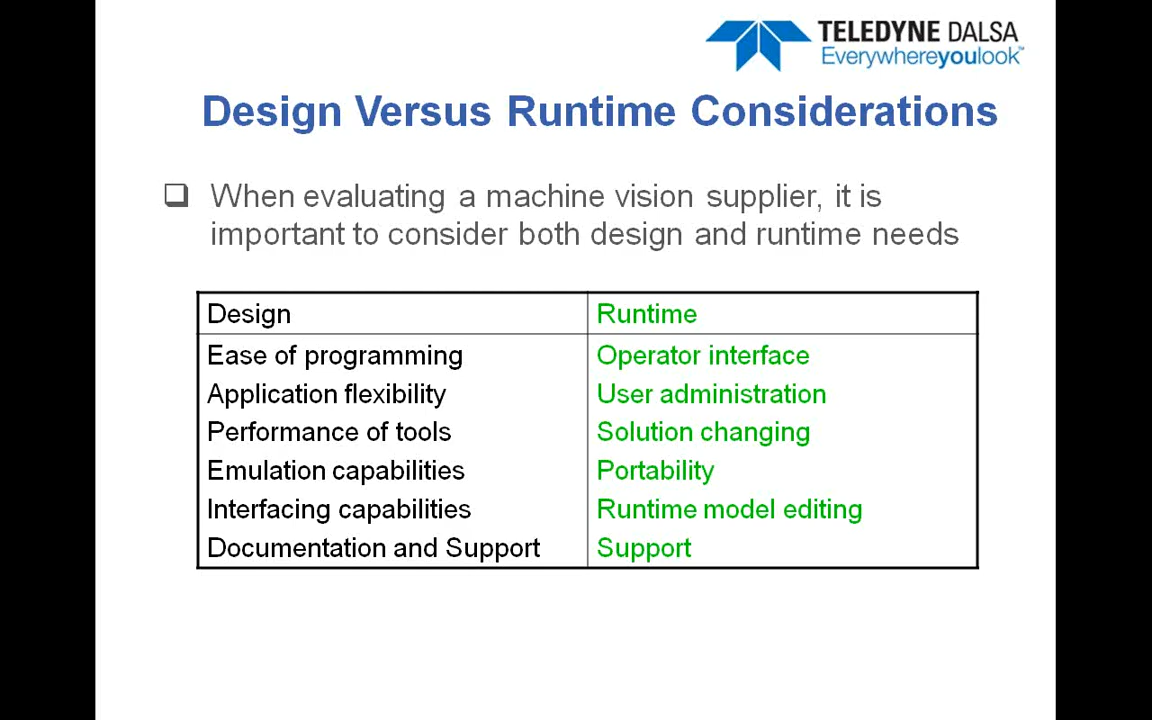 TELEDYNE DALSA
Everywhereyoulook™
Design Versus Runtime Considerations
When evaluating a machine vision supplier, it is
important to consider both design and runtime needs
Design Runtime
Ease of programming Operator interface
Application flexibility User administration
Performance of tools Solution changing
Emulation capabilities Portability
Interfacing capabilities Runtime model editing
Documentation and Support Support